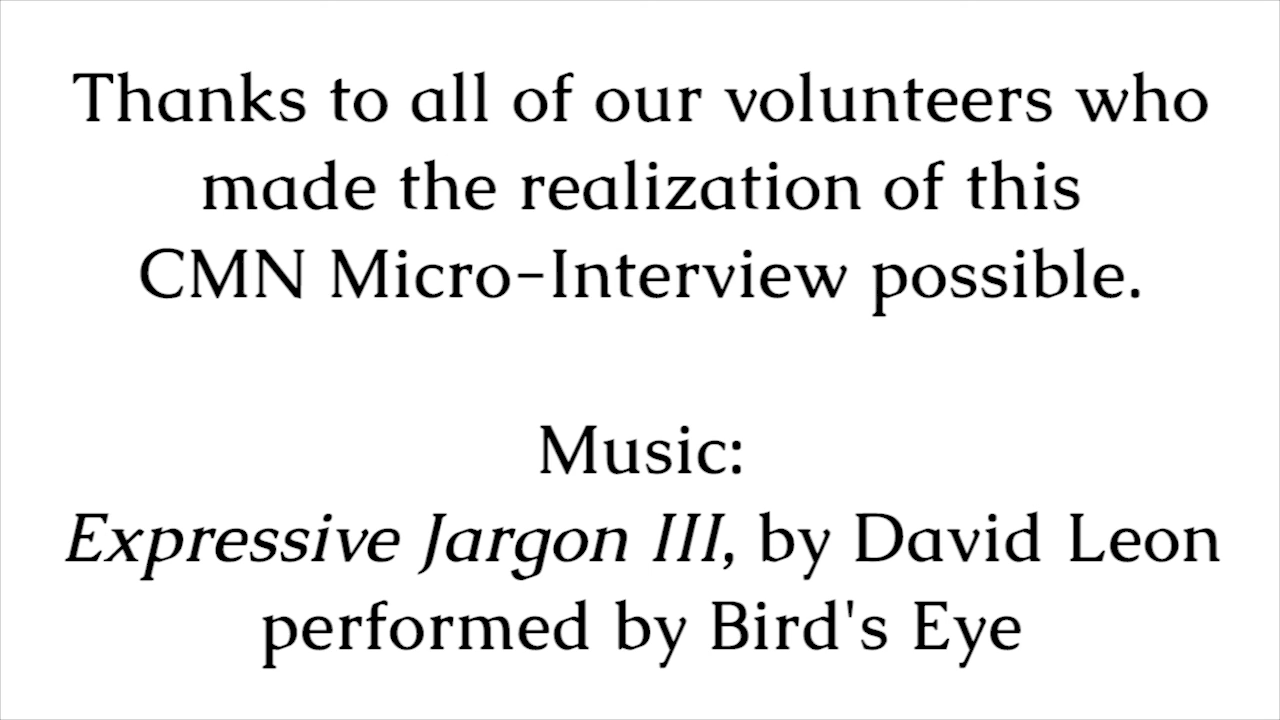 Thanks to all of our volunteers who
made the realization of this
CMN Micro-Interview possible.
Music:
Expressive Jargon III, by David Leon
performed by Bird's Eye